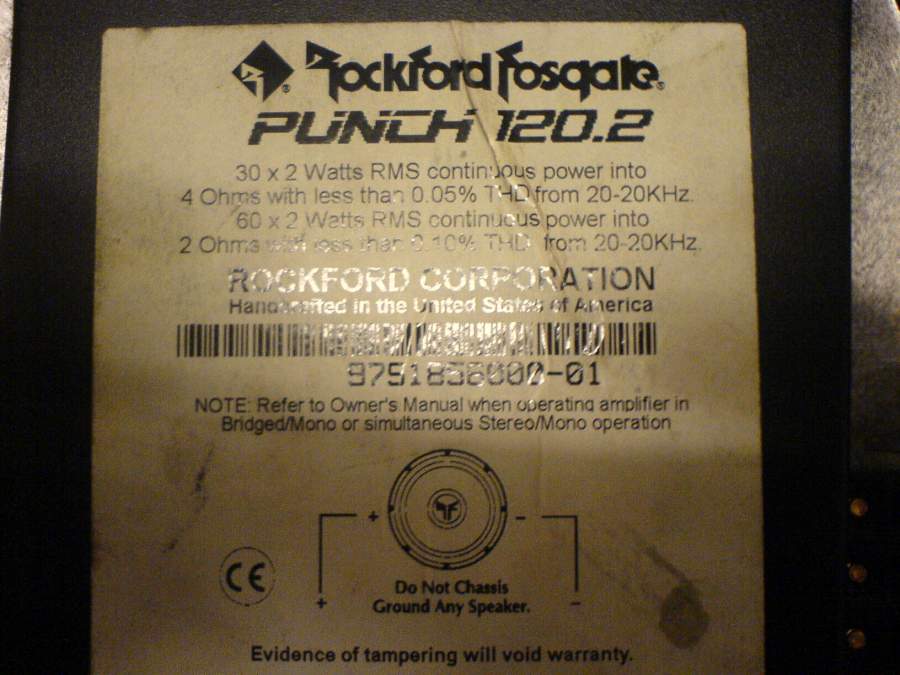 Rockford Fosgate®
PUNCH 120.2
30 x 2 Watts RMS continuous power into
4 Ohms with less than 0.05% THD from 20-20KHz.
60 x 2 Watts RMS continuous power into
2 Ohms with less than 0.10% THD from 20-20KHz.
ROCKFORD CORPORATION
Handcrafted in the United States of America
9751858000-01
NOTE: Refer to Owner's Manual when operating amplifier in
Bridged/Mono or simultaneous Stereo/Mono operation
+ -
CE
Do Not Chassis
+ Ground Any Speaker. -
Evidence of tampering will void warranty.